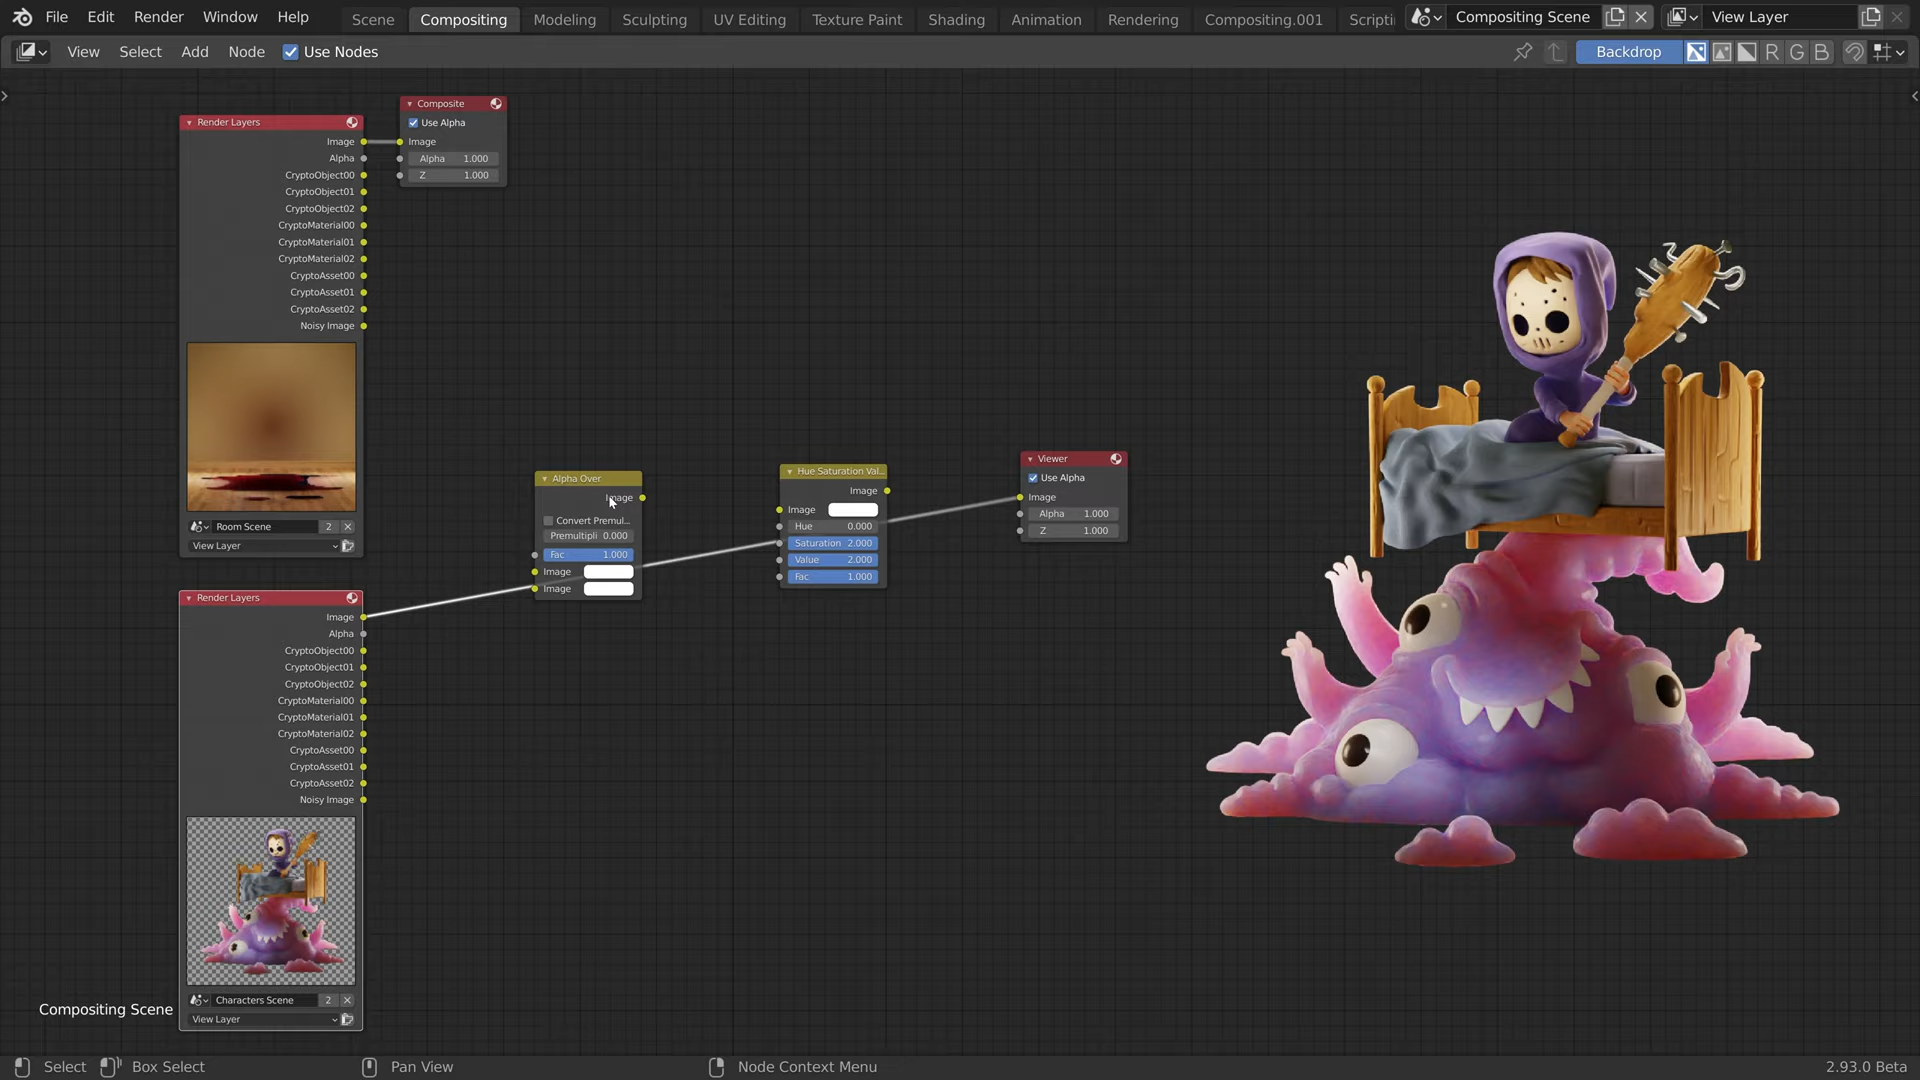 File Edit Render Window Help
Scene Compositing Modeling Sculpting UV Editing Texture Paint Shading Animation Rendering Compositing.001 Scripti
Compositing Scene
View Layer
View Select Add Node Use Nodes
Backdrop R G B
Render Layers
Image
Alpha
CryptoObject00
CryptoObject01
CryptoObject02
CryptoMaterial00
CryptoMaterial01
CryptoMaterial02
CryptoAsset00
CryptoAsset01
CryptoAsset02
Noisy Image
Room Scene 2
View Layer
Composite
Use Alpha
Image
Alpha 1.000
Z 1.000
Render Layers
Image
Alpha
CryptoObject00
CryptoObject01
CryptoObject02
CryptoMaterial00
CryptoMaterial01
CryptoMaterial02
CryptoAsset00
CryptoAsset01
CryptoAsset02
Noisy Image
Characters Scene 2
View Layer
Alpha Over
Image
Convert Premul...
Premultipli 0.000
Fac 1.000
Image
Image
Hue Saturation Val...
Image
Image
Hue 0.000
Saturation 2.000
Value 2.000
Fac 1.000
Viewer
Use Alpha
Image
Alpha 1.000
Z 1.000
Compositing Scene
Select Box Select Pan View Node Context Menu 2.93.0 Beta